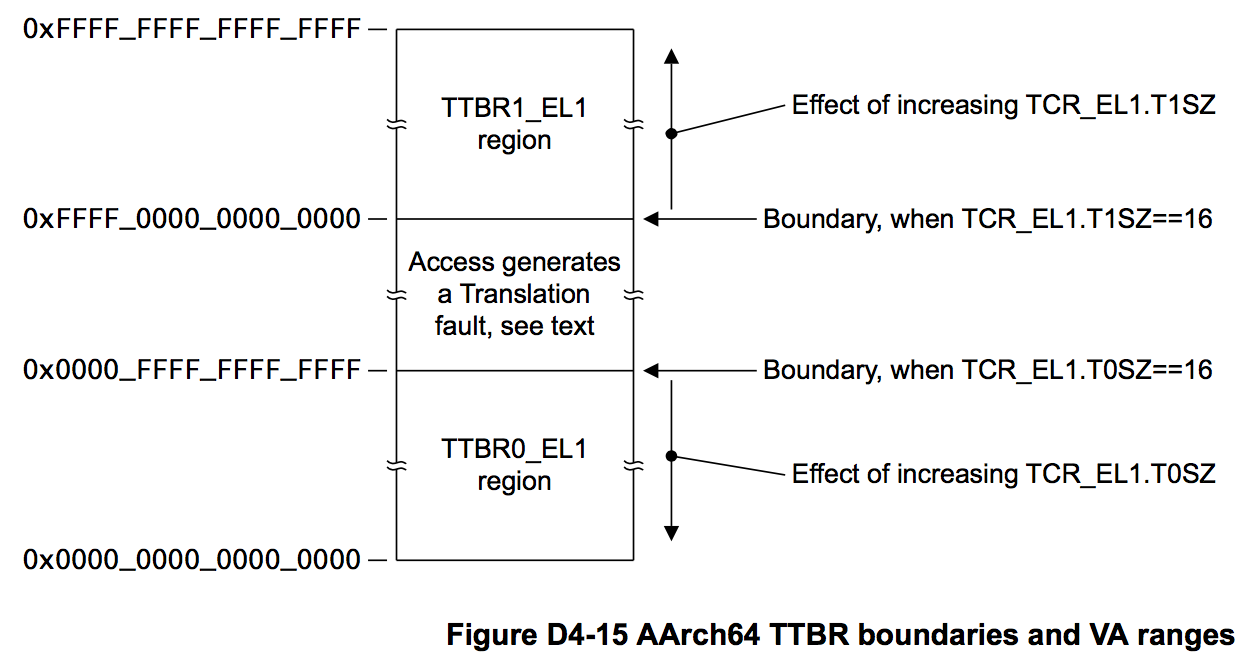 0xFFFF_FFFF_FFFF_FFFF
TTBR1_EL1
region
Effect of increasing TCR_EL1.T1SZ
0xFFFF_0000_0000_0000
Boundary, when TCR_EL1.T1SZ==16
Access generates
a Translation
fault, see text
0x0000_FFFF_FFFF_FFFF
Boundary, when TCR_EL1.T0SZ==16
TTBR0_EL1
region
Effect of increasing TCR_EL1.T0SZ
0x0000_0000_0000_0000
Figure D4-15 AArch64 TTBR boundaries and VA ranges